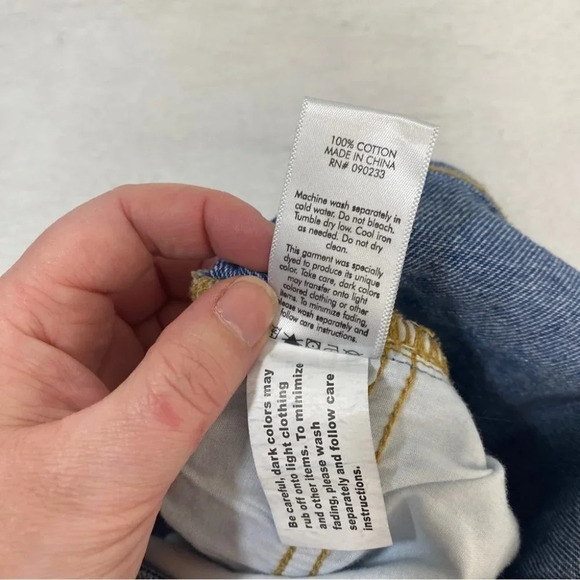 100% COTTON
MADE IN CHINA
RN# 090233
Machine wash separately in
cold water. Do not bleach.
Tumble dry low. Cool iron
as needed. Do not dry
clean.
This garment was specially
dyed to produce its unique
color. Take care, dark colors
may transfer onto light
colored clothing or other
items. To minimize fading,
please wash separately and
follow care instructions.
Be careful, dark colors may
rub off onto light clothing
and other items. To minimize
fading, please wash
separately and follow care
instructions.